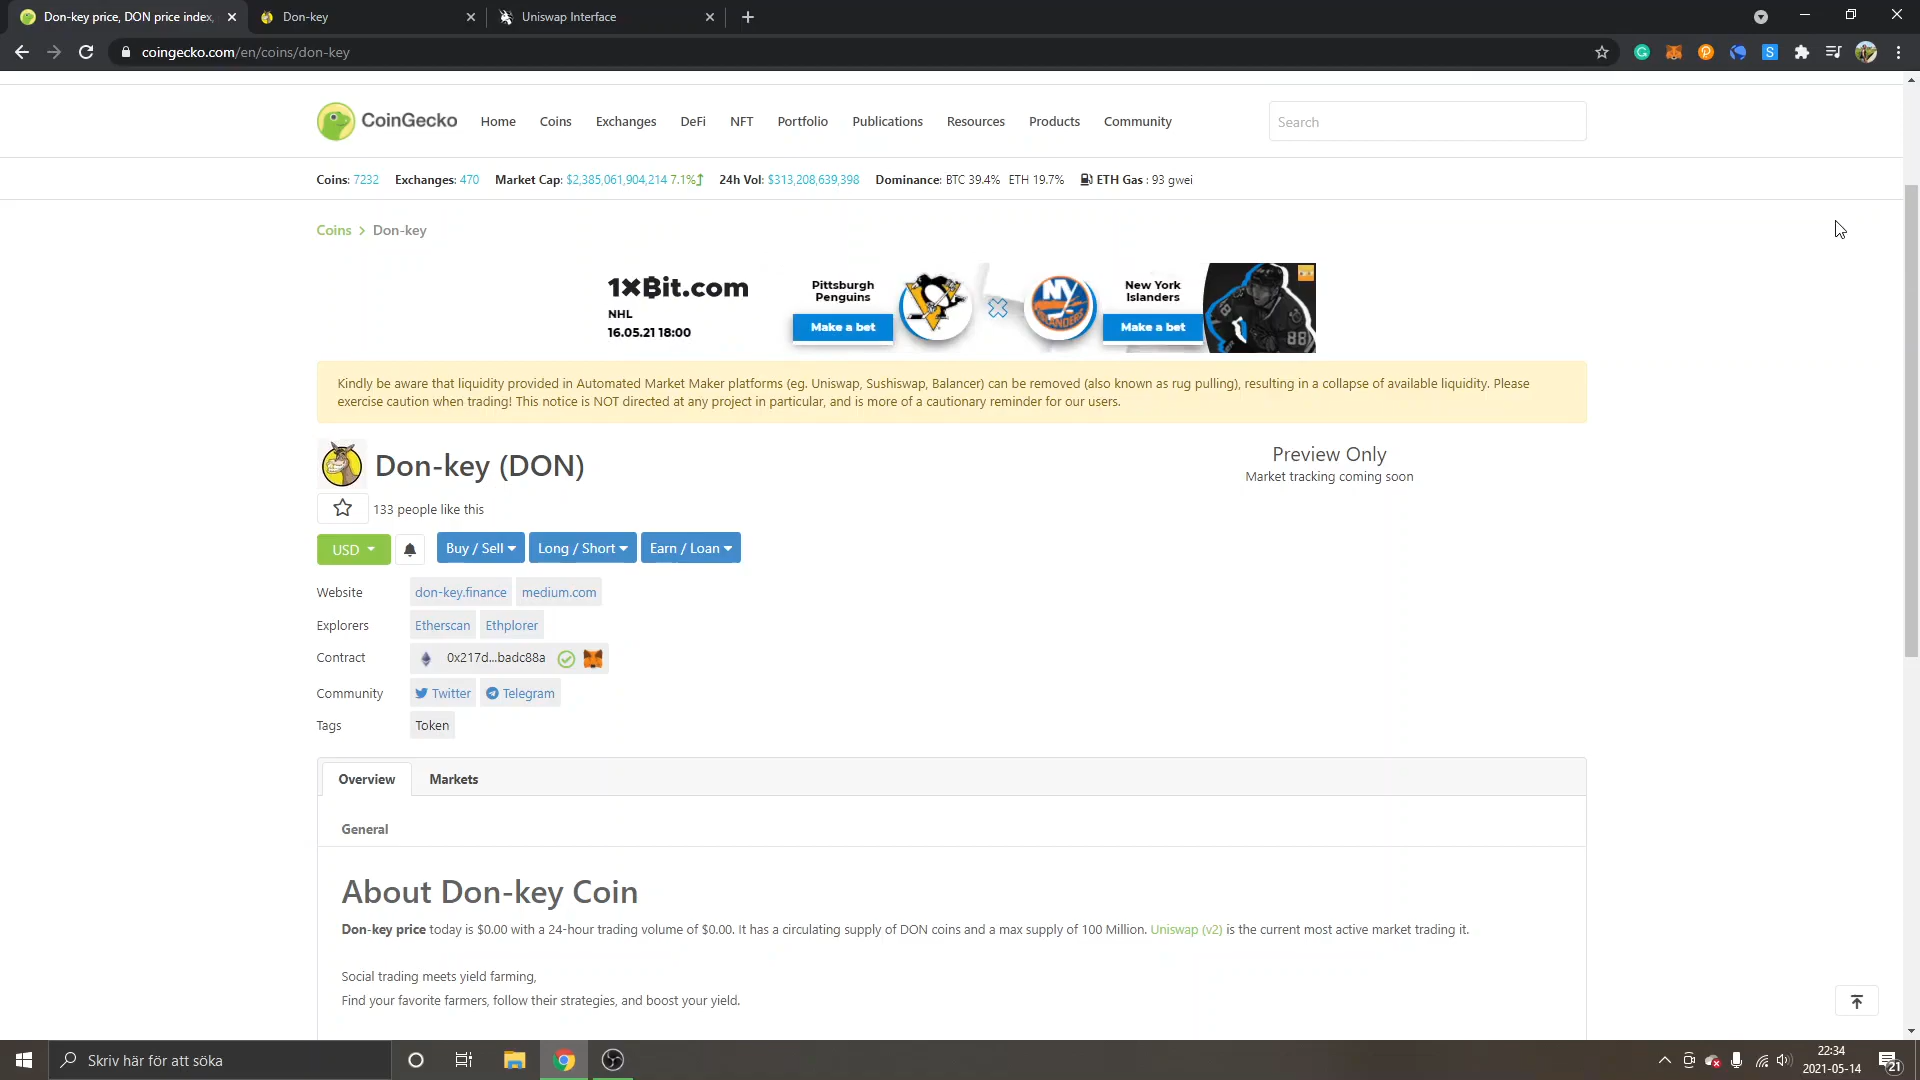 Don-key price, DON price index,
Don-key
Uniswap Interface
coingecko.com/en/coins/don-key
CoinGecko
Home
Coins
Exchanges
DeFi
NFT
Portfolio
Publications
Resources
Products
Community
Search
Coins: 7232
Exchanges: 470
Market Cap: $2,385,061,904,214 7.1%
24h Vol: $313,208,639,398
Dominance: BTC 39.4% ETH 19.7%
ETH Gas : 93 gwei
Coins
Don-key
1XBit.com
NHL
16.05.21 18:00
Pittsburgh
Penguins
Make a bet
NY
ISLANDERS
New York
Islanders
Make a bet
88
Kindly be aware that liquidity provided in Automated Market Maker platforms (eg. Uniswap, Sushiswap, Balancer) can be removed (also known as rug pulling), resulting in a collapse of available liquidity. Please
exercise caution when trading! This notice is NOT directed at any project in particular, and is more of a cautionary reminder for our users.
Don-key (DON)
Preview Only
Market tracking coming soon
133 people like this
USD
Buy / Sell
Long / Short
Earn / Loan
Website
don-key.finance
medium.com
Explorers
Etherscan
Ethplorer
Contract
0x217d...badc88a
Community
Twitter
Telegram
Tags
Token
Overview
Markets
General
About Don-key Coin
Don-key price today is $0.00 with a 24-hour trading volume of $0.00. It has a circulating supply of DON coins and a max supply of 100 Million. Uniswap (v2) is the current most active market trading it.
Social trading meets yield farming,
Find your favorite farmers, follow their strategies, and boost your yield.
Skriv här för att söka
22:34
2021-05-14
21